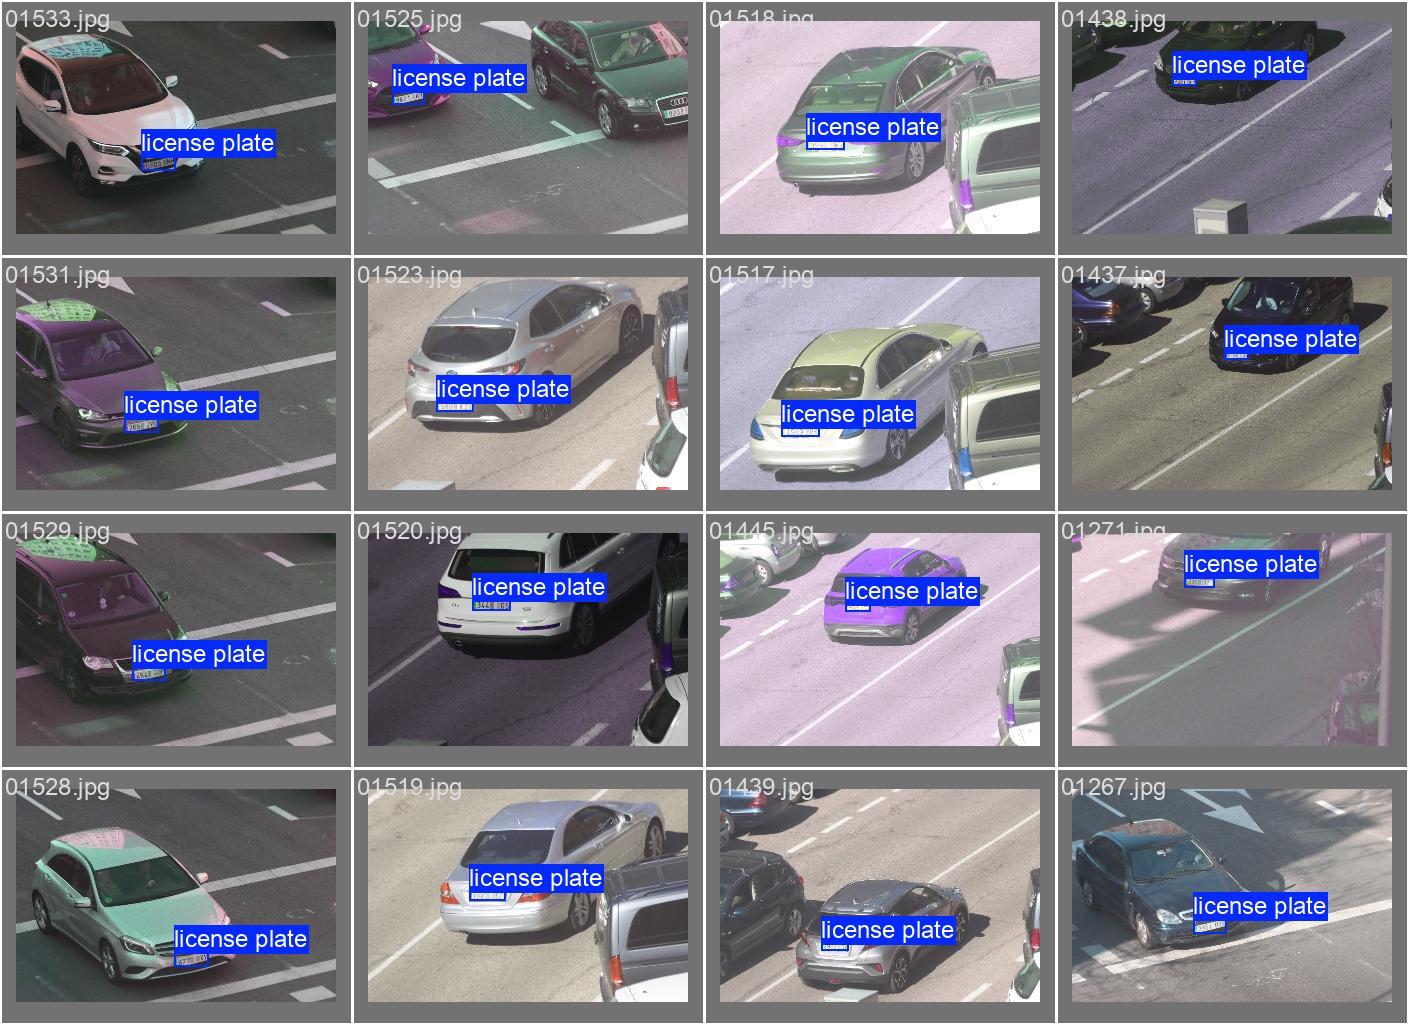 01533.jpg
01525.jpg
01518.jpg
01438.jpg
license plate
license plate
license plate
license plate
01531.jpg
01523.jpg
01517.jpg
01437.jpg
license plate
license plate
license plate
license plate
01529.jpg
01520.jpg
01445.jpg
01271.jpg
license plate
license plate
license plate
license plate
01528.jpg
01519.jpg
01439.jpg
01267.jpg
license plate
license plate
license plate
license plate